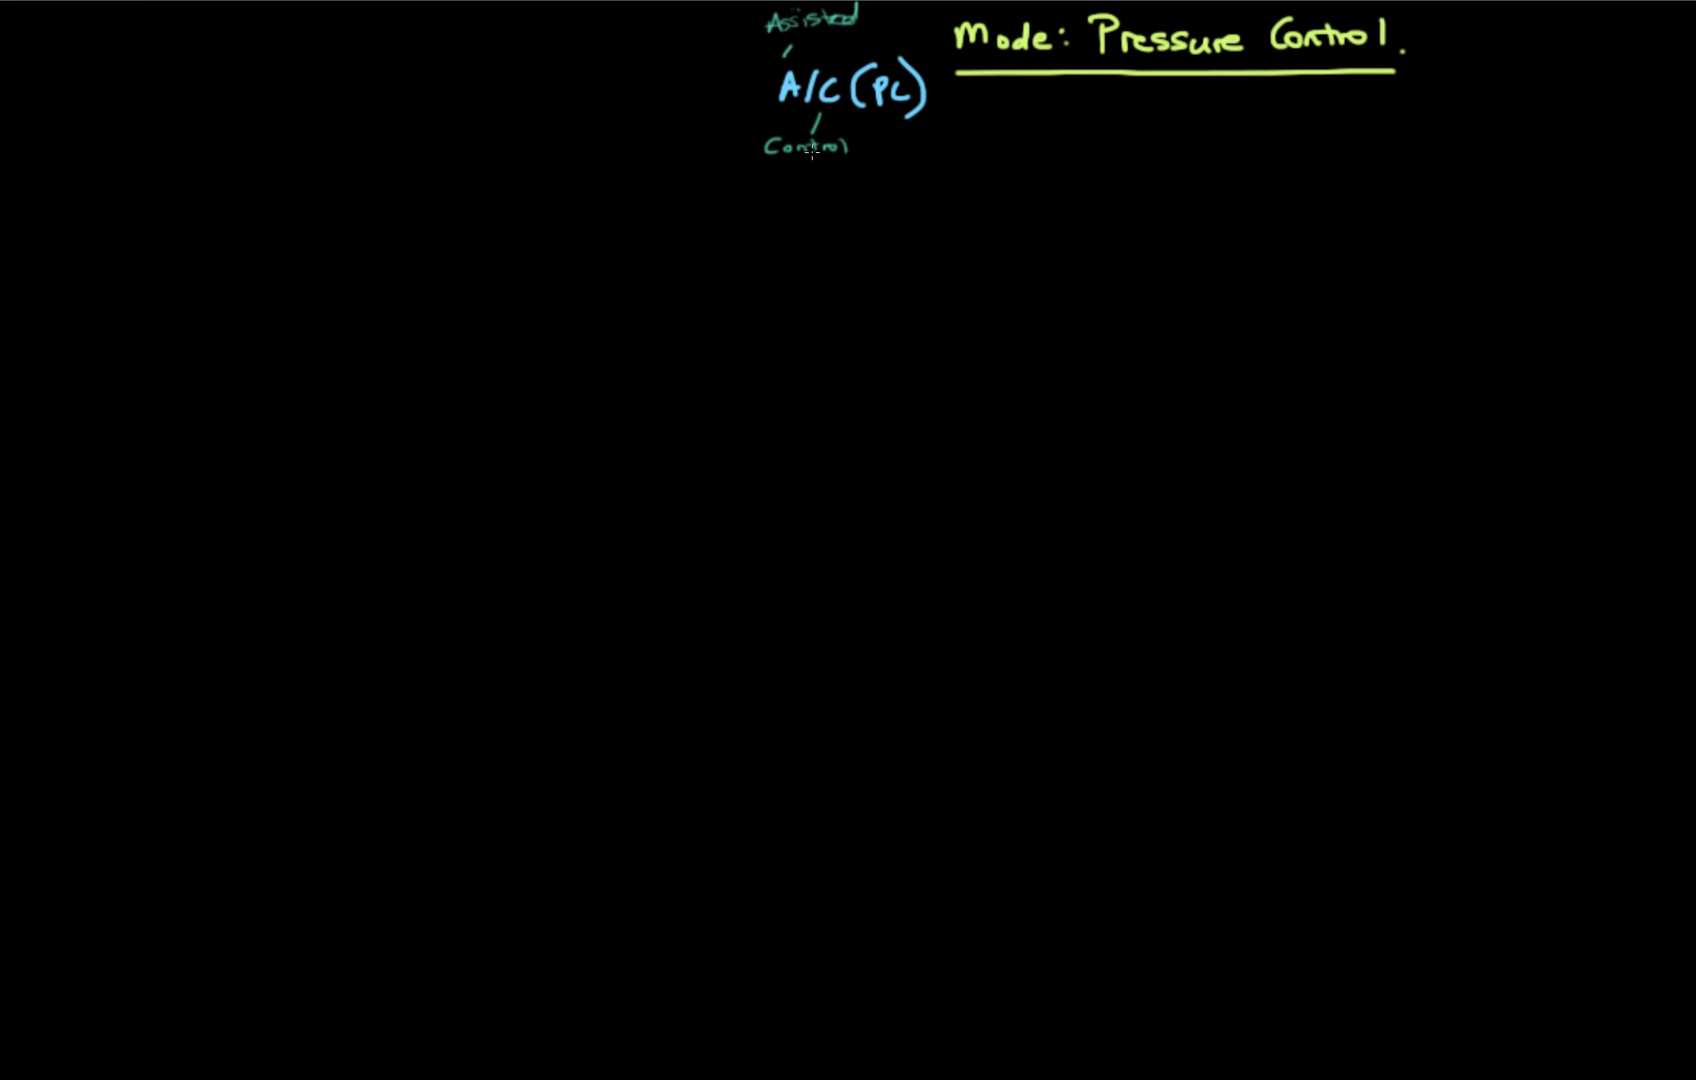 Assisted
Mode: Pressure Control.
A/C (PC)
Control